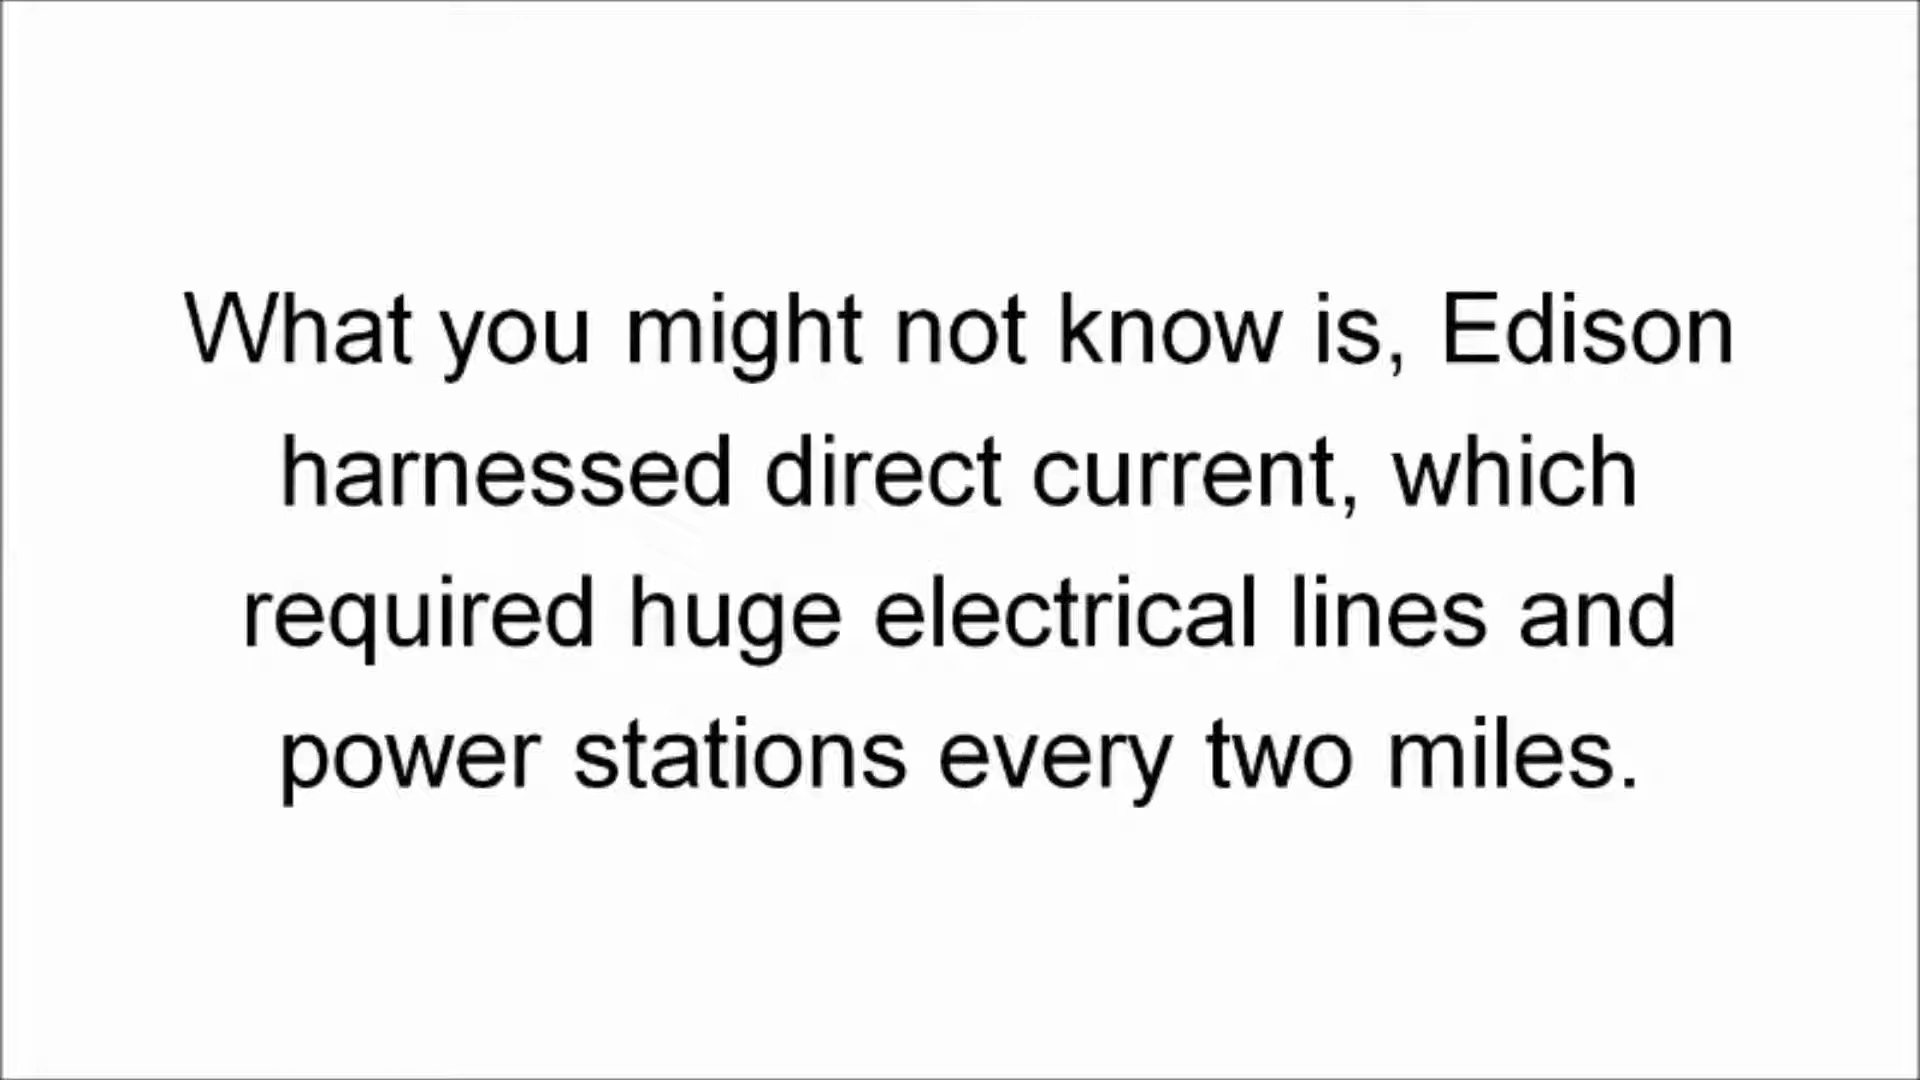 What you might not know is, Edison
harnessed direct current, which
required huge electrical lines and
power stations every two miles.